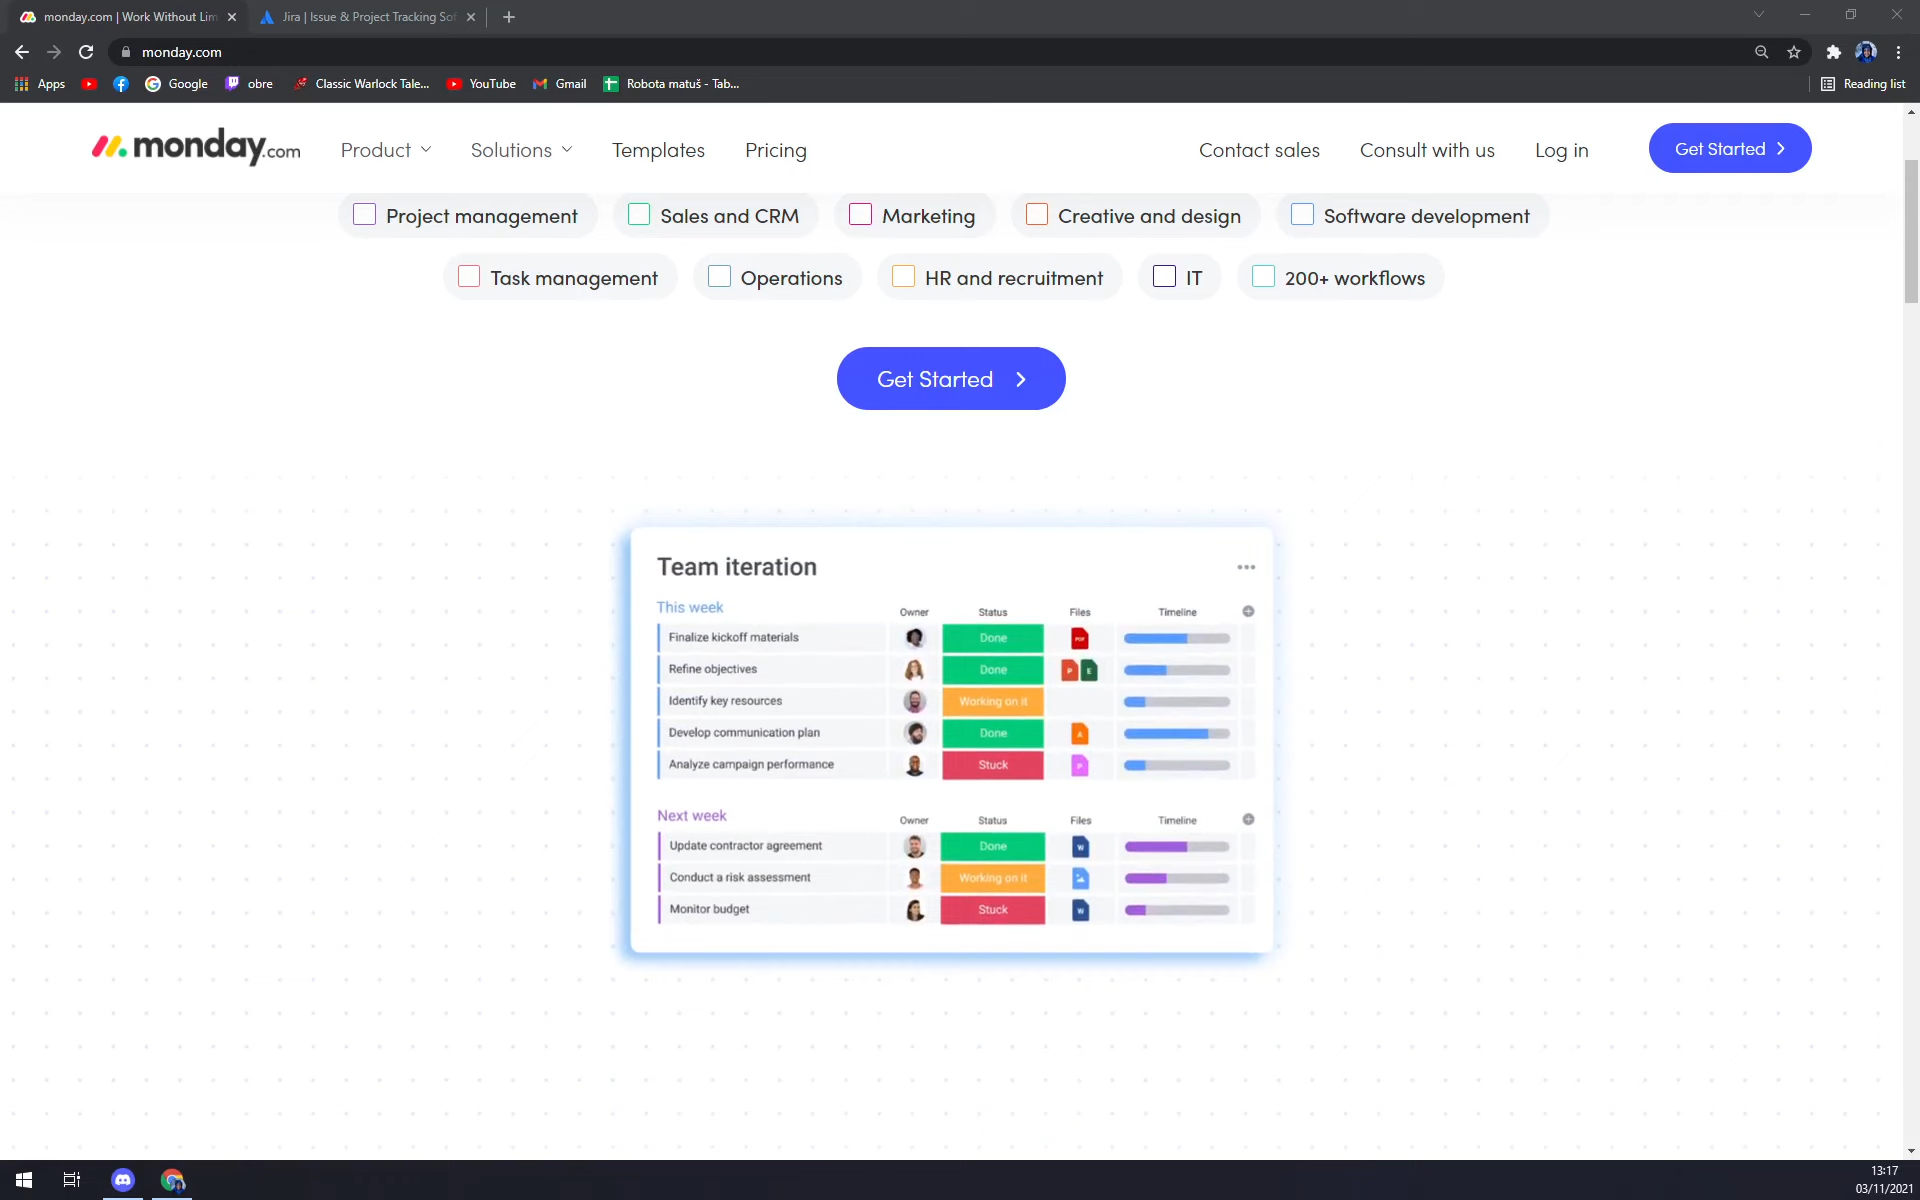 monday.com | Work Without Lim
Jira | Issue & Project Tracking Sof
monday.com
Apps
Google
obre
Classic Warlock Tale...
YouTube
Gmail
Robota matuš - Tab...
Reading list
monday.com
Product
Solutions
Templates
Pricing
Contact sales
Consult with us
Log in
Get Started
Project management
Sales and CRM
Marketing
Creative and design
Software development
Task management
Operations
HR and recruitment
IT
200+ workflows
Get Started
Team iteration
This week
Owner
Status
Files
Timeline
Finalize kickoff materials
Done
PDF
Refine objectives
Done
P
E
Identify key resources
Working on it
Develop communication plan
Done
A
Analyze campaign performance
Stuck
P
Next week
Owner
Status
Files
Timeline
Update contractor agreement
Done
W
Conduct a risk assessment
Working on it
Monitor budget
Stuck
W
13:17
03/11/2021